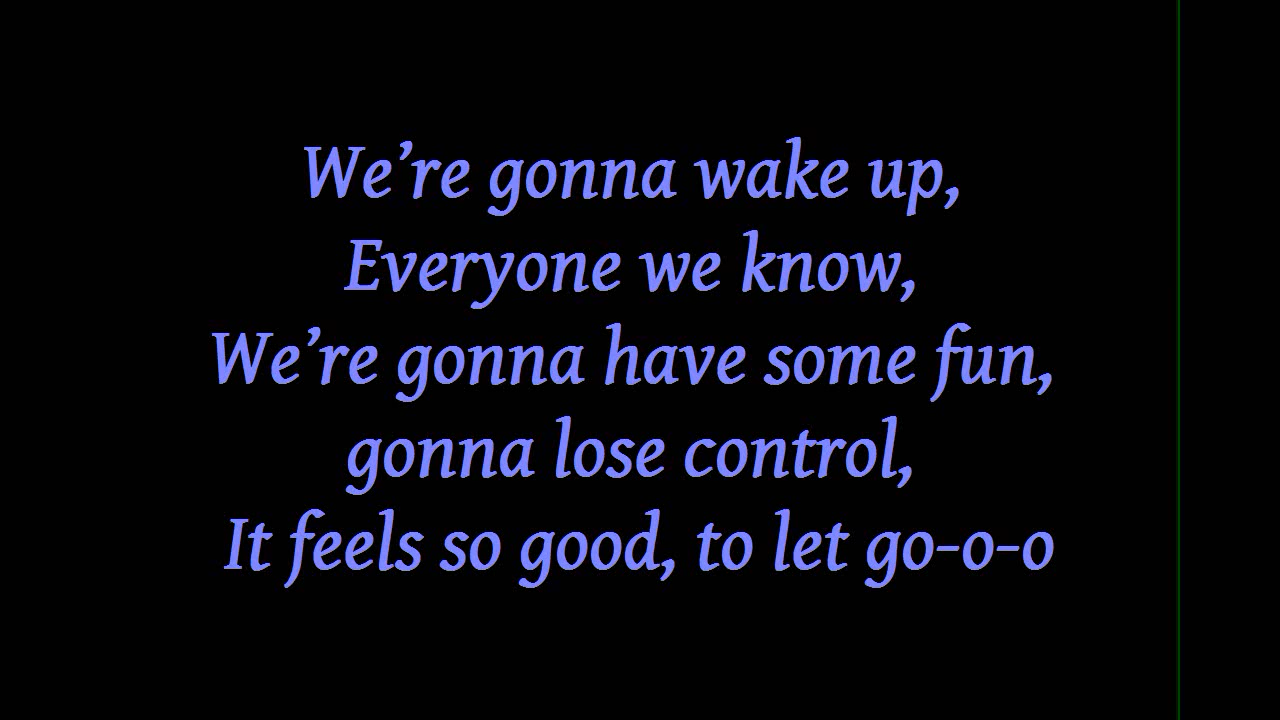 We’re gonna wake up,
Everyone we know,
We’re gonna have some fun,
gonna lose control,
It feels so good, to let go-o-o